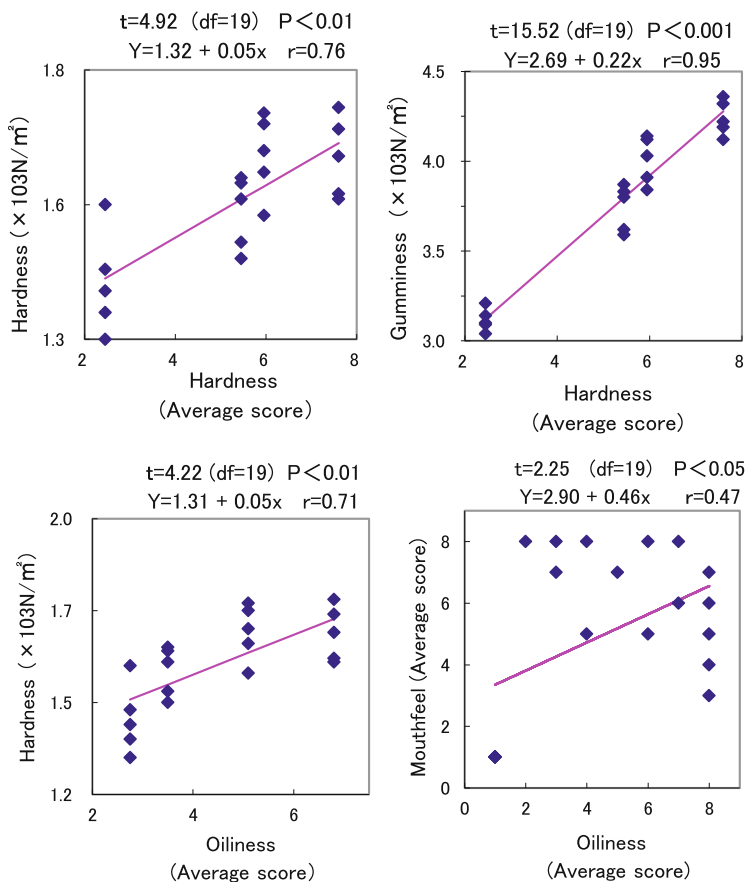 t=4.92 (df=19) P<0.01
Y=1.32 + 0.05x r=0.76
1.8
1.6
1.3
Hardness (×103N/㎡)
2 4 6 8
Hardness
(Average score)
t=15.52 (df=19) P<0.001
Y=2.69 + 0.22x r=0.95
4.5
4.0
3.5
3.0
Gumminess (×103N/㎡)
2 4 6 8
Hardness
(Average score)
t=4.22 (df=19) P<0.01
Y=1.31 + 0.05x r=0.71
2.0
1.7
1.5
1.2
Hardness (×103N/㎡)
2 4 6
Oiliness
(Average score)
t=2.25 (df=19) P<0.05
Y=2.90 + 0.46x r=0.47
8
6
4
2
0
Mouthfeel (Average score)
0 2 4 6 8
Oiliness
(Average score)